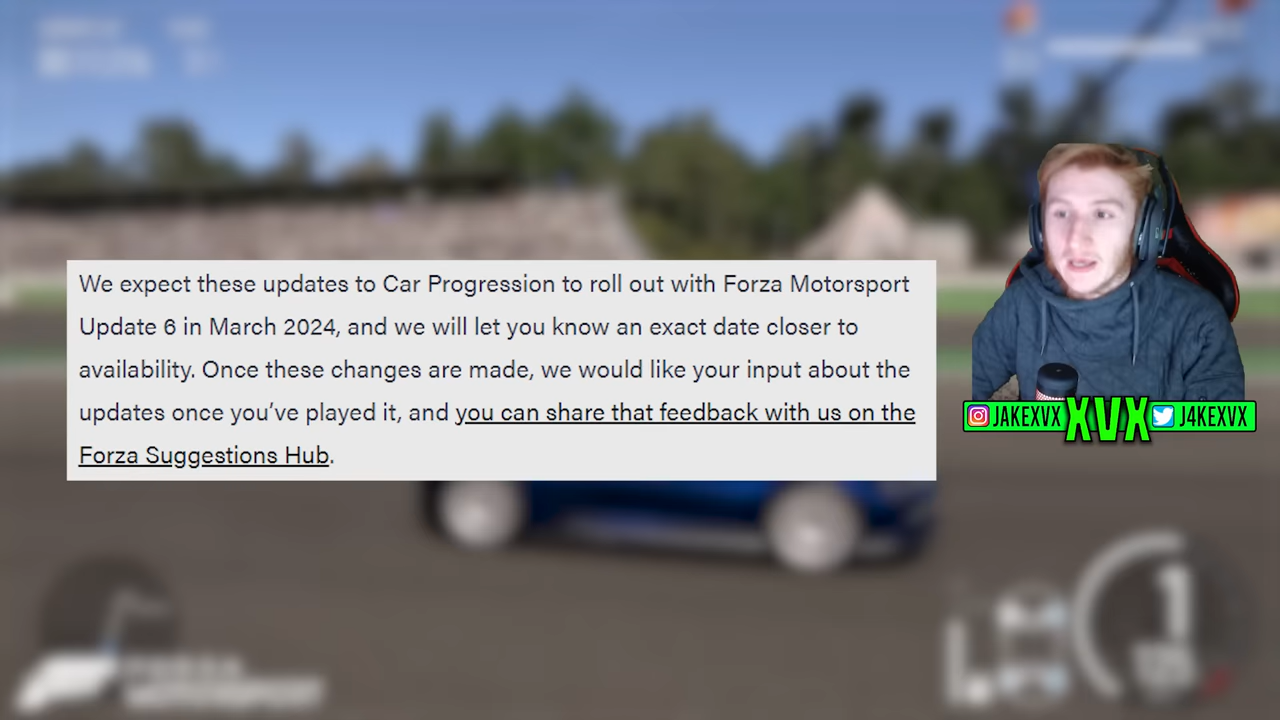 We expect these updates to Car Progression to roll out with Forza Motorsport
Update 6 in March 2024, and we will let you know an exact date closer to
availability. Once these changes are made, we would like your input about the
updates once you’ve played it, and you can share that feedback with us on the
Forza Suggestions Hub.
JAKEXVX XVX J4KEXVX
FORZA
MOTORSPORT
1